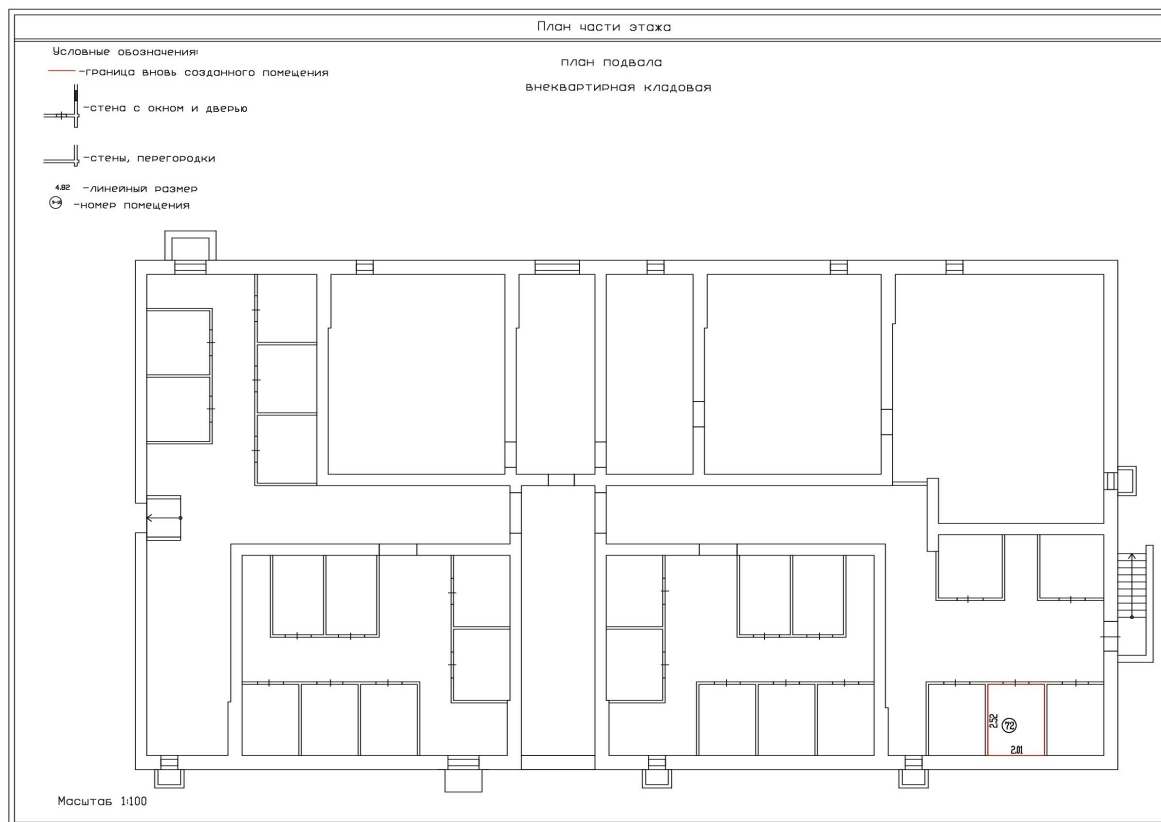 План части этажа
Условные обозначения:
-граница вновь созданного помещения
план подвала
внеквартирная кладовая
-стена с окном и дверью
-стены, перегородки
4.82 -линейный размер
-номер помещения
2.52
72
2.01
Масштаб 1:100